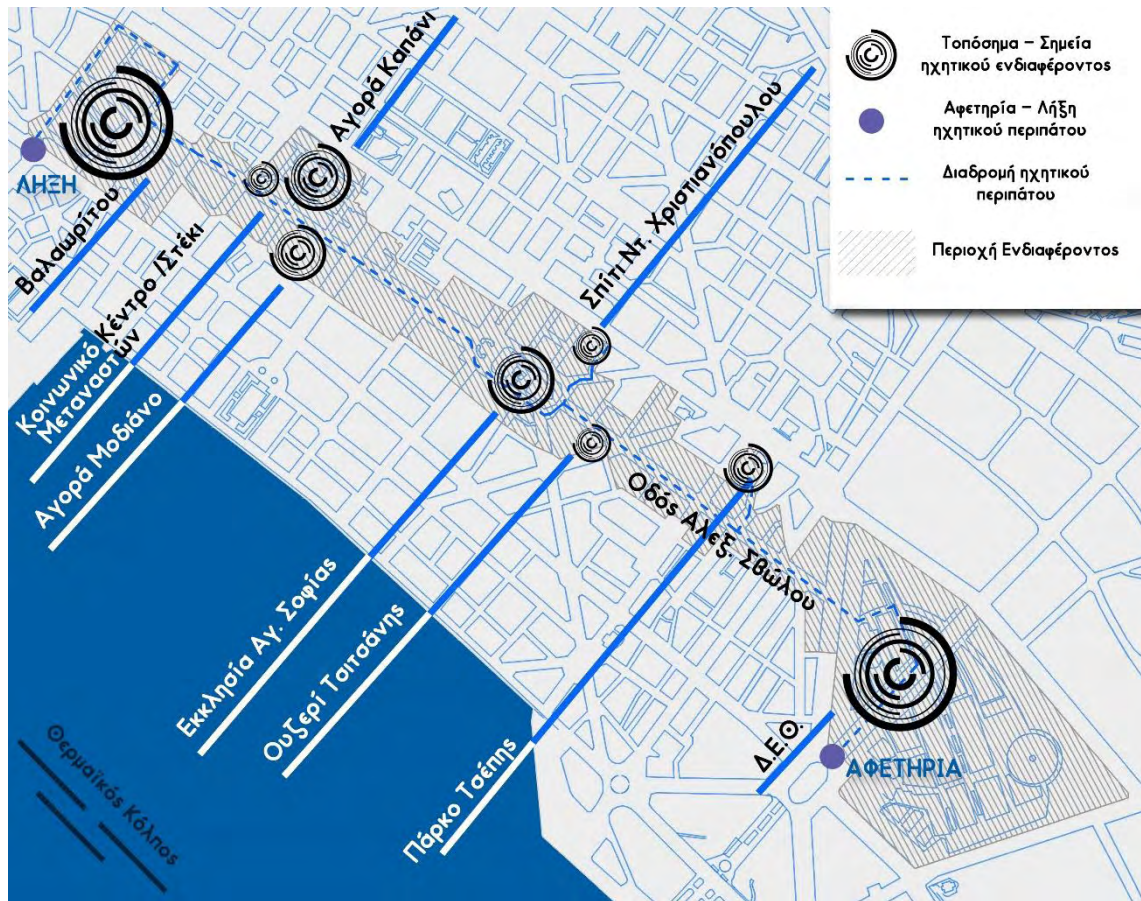 Τοπόσημα – Σημεία
ηχητικού ενδιαφέροντος
Αφετηρία – Λήξη
ηχητικού περιπάτου
Διαδρομή ηχητικού
περιπάτου
Περιοχή Ενδιαφέροντος
ΛΗΞΗ
Βαλαωρίτου
Αγορά Καπάνι
Κοινωνικό Κέντρο /Στέκι
Μεταναστών
Αγορά Μοδιάνο
Σπίτι Ντ. Χριστιανόπουλου
Εκκλησία Αγ. Σοφίας
Ουζερί Τσιτσάνης
Οδός Αλεξ. Σβώλου
Πάρκο Τσέπης
Δ.Ε.Θ.
ΑΦΕΤΗΡΙΑ
Θερμαϊκός Κόλπος